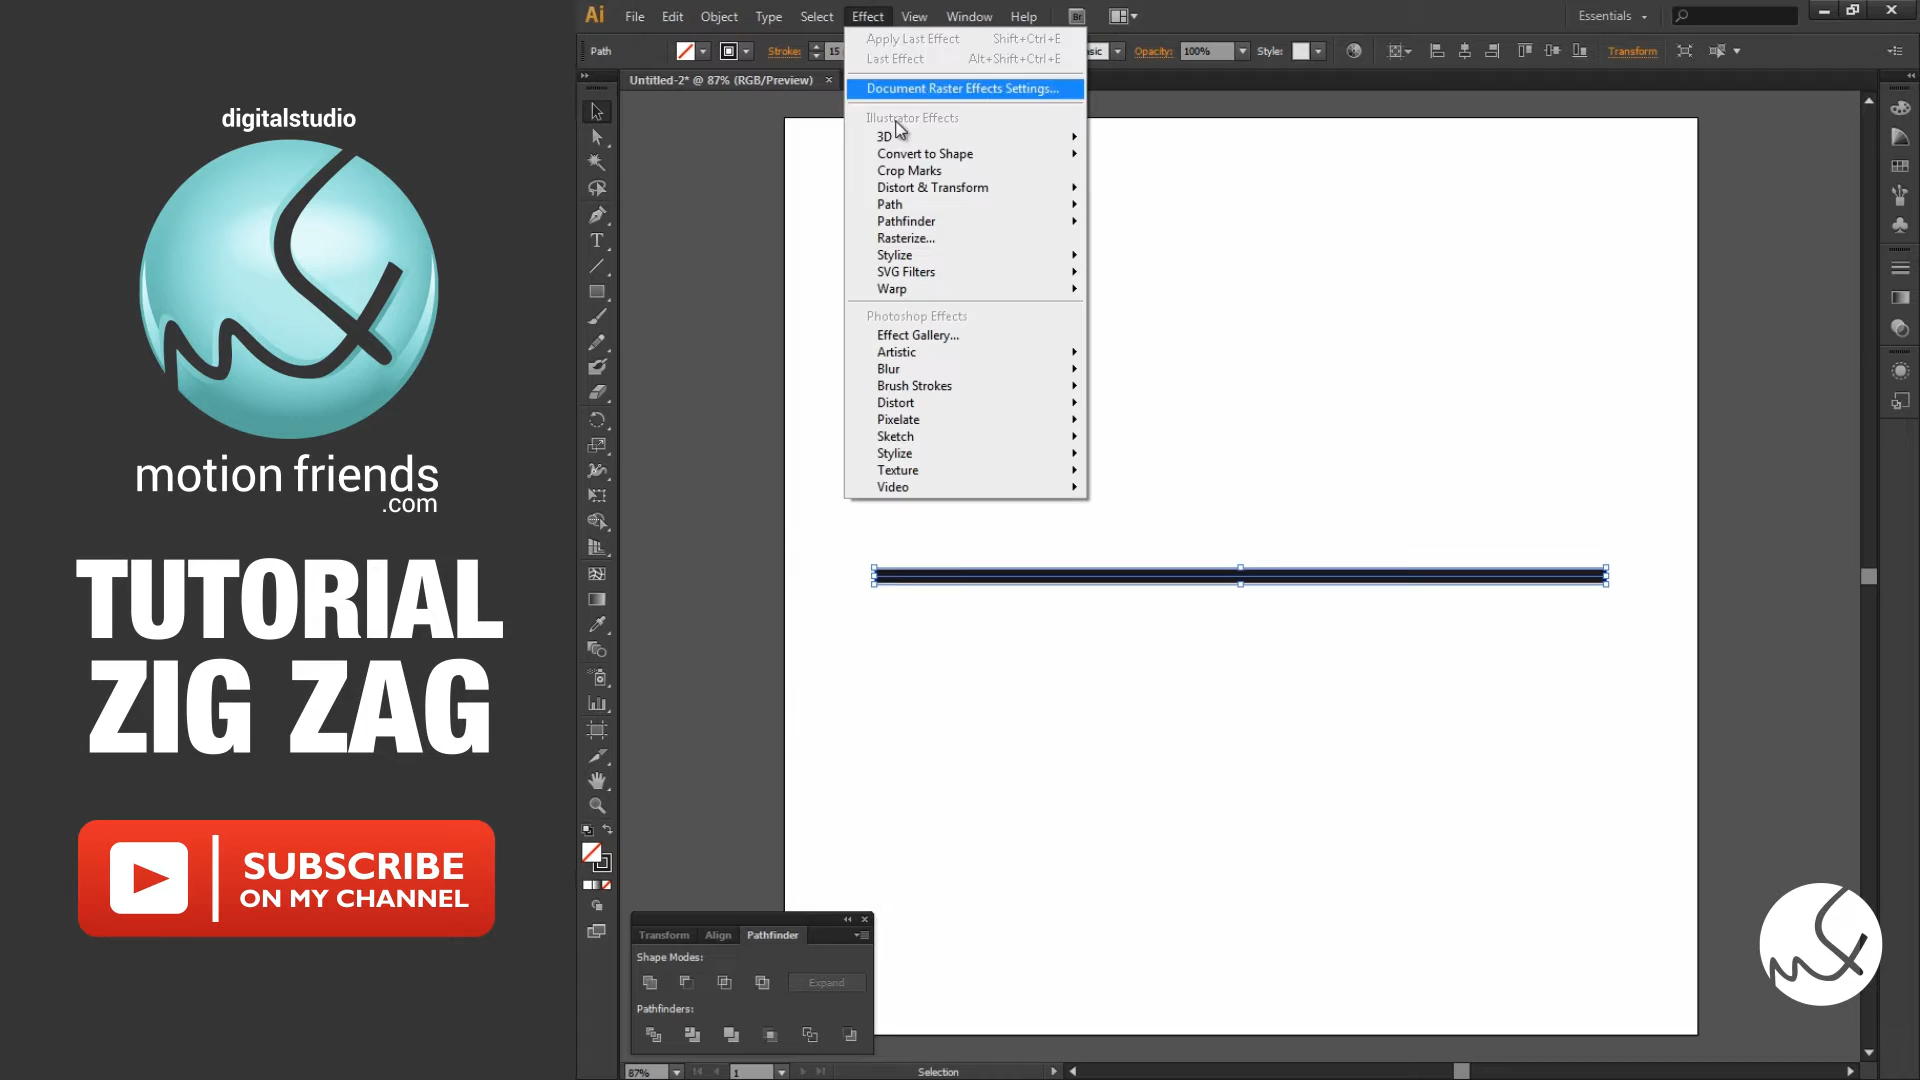 digitalstudio
motion friends
.com
TUTORIAL
ZIG ZAG
SUBSCRIBE
ON MY CHANNEL
Ai File Edit Object Type Select Effect View Window Help Br Essentials
Path Stroke: 15 Opacity: 100% Style: Transform
Untitled-2* @ 87% (RGB/Preview)
Apply Last Effect Shift+Ctrl+E
Last Effect Alt+Shift+Ctrl+E
Document Raster Effects Settings...
Illustrator Effects
3D
Convert to Shape
Crop Marks
Distort & Transform
Path
Pathfinder
Rasterize...
Stylize
SVG Filters
Warp
Photoshop Effects
Effect Gallery...
Artistic
Blur
Brush Strokes
Distort
Pixelate
Sketch
Stylize
Texture
Video
Transform Align Pathfinder
Shape Modes:
Expand
Pathfinders:
87% 1 Selection